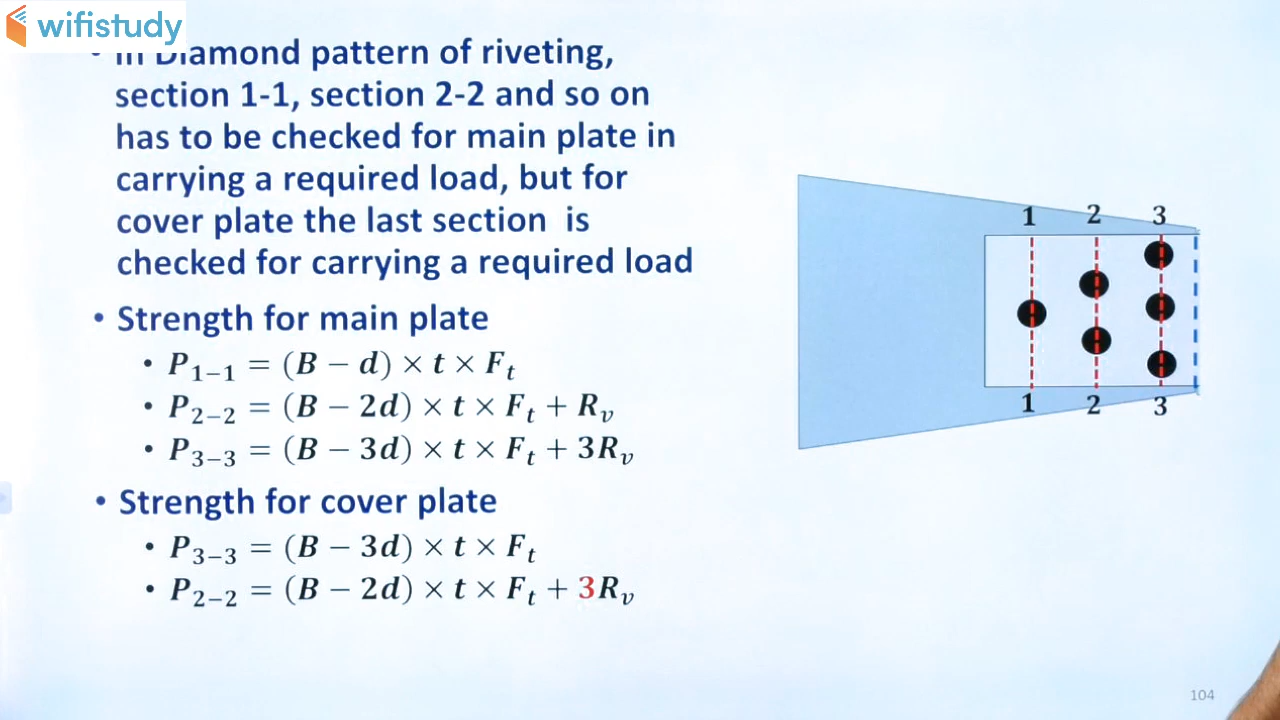 wifistudy
• In Diamond pattern of riveting,
section 1-1, section 2-2 and so on
has to be checked for main plate in
carrying a required load, but for
cover plate the last section is
checked for carrying a required load
• Strength for main plate
• P₁₋₁ = (B − d) × t × Fₜ
• P₂₋₂ = (B − 2d) × t × Fₜ + Rᵥ
• P₃₋₃ = (B − 3d) × t × Fₜ + 3Rᵥ
• Strength for cover plate
• P₃₋₃ = (B − 3d) × t × Fₜ
• P₂₋₂ = (B − 2d) × t × Fₜ + 3Rᵥ
1 2 3
1 2 3
104